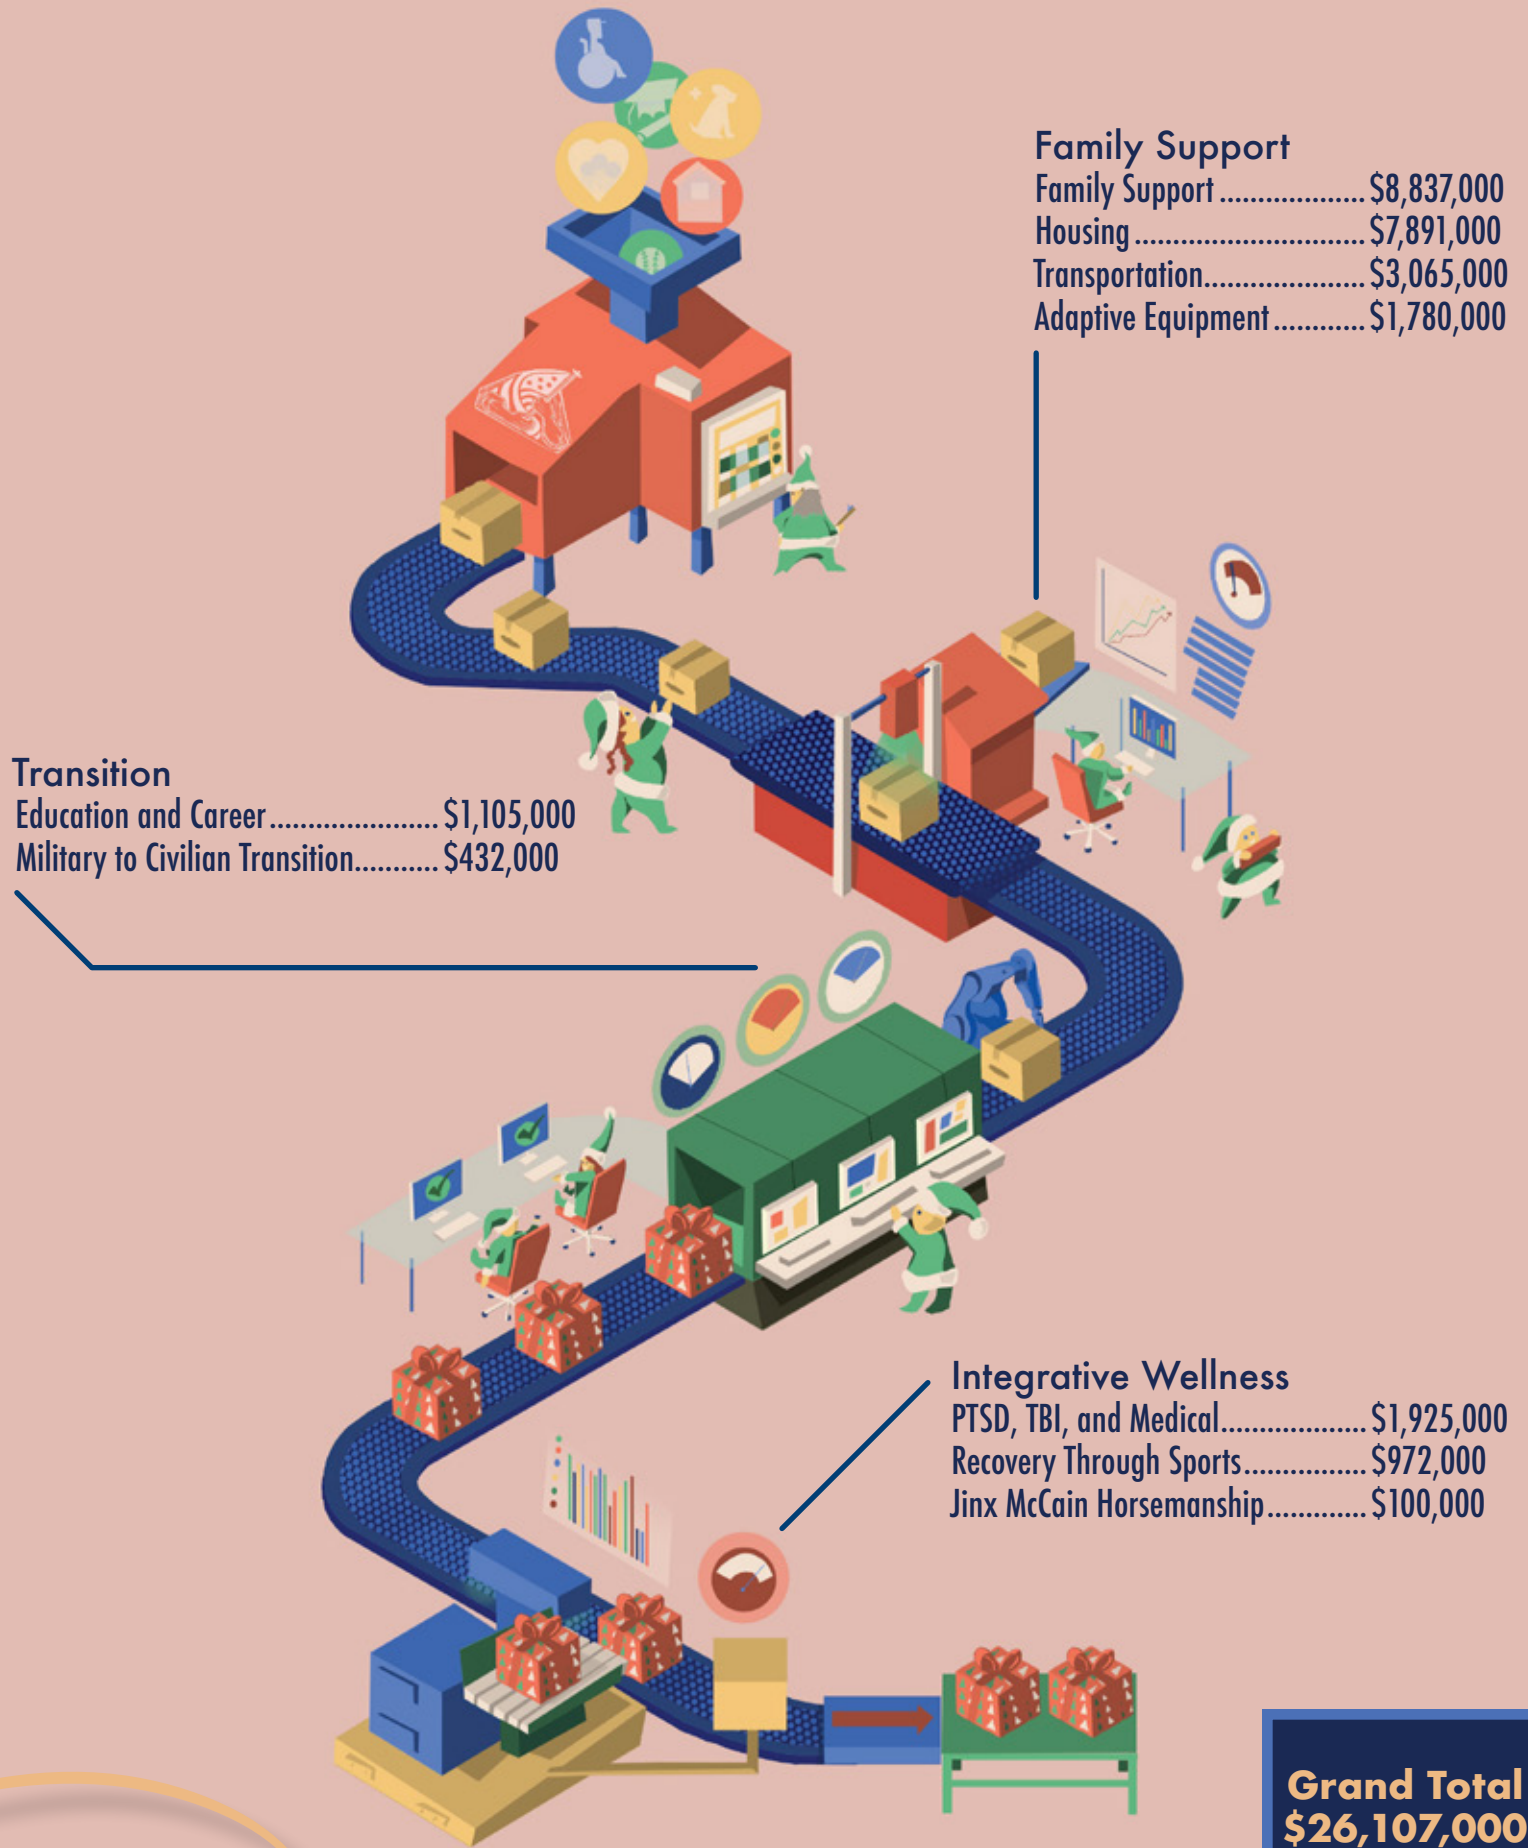 Family Support
Family Support ................... $8,837,000
Housing .............................. $7,891,000
Transportation..................... $3,065,000
Adaptive Equipment ............ $1,780,000
Transition
Education and Career...................... $1,105,000
Military to Civilian Transition........... $432,000
Integrative Wellness
PTSD, TBI, and Medical................... $1,925,000
Recovery Through Sports................ $972,000
Jinx McCain Horsemanship............. $100,000
Grand Total
$26,107,000